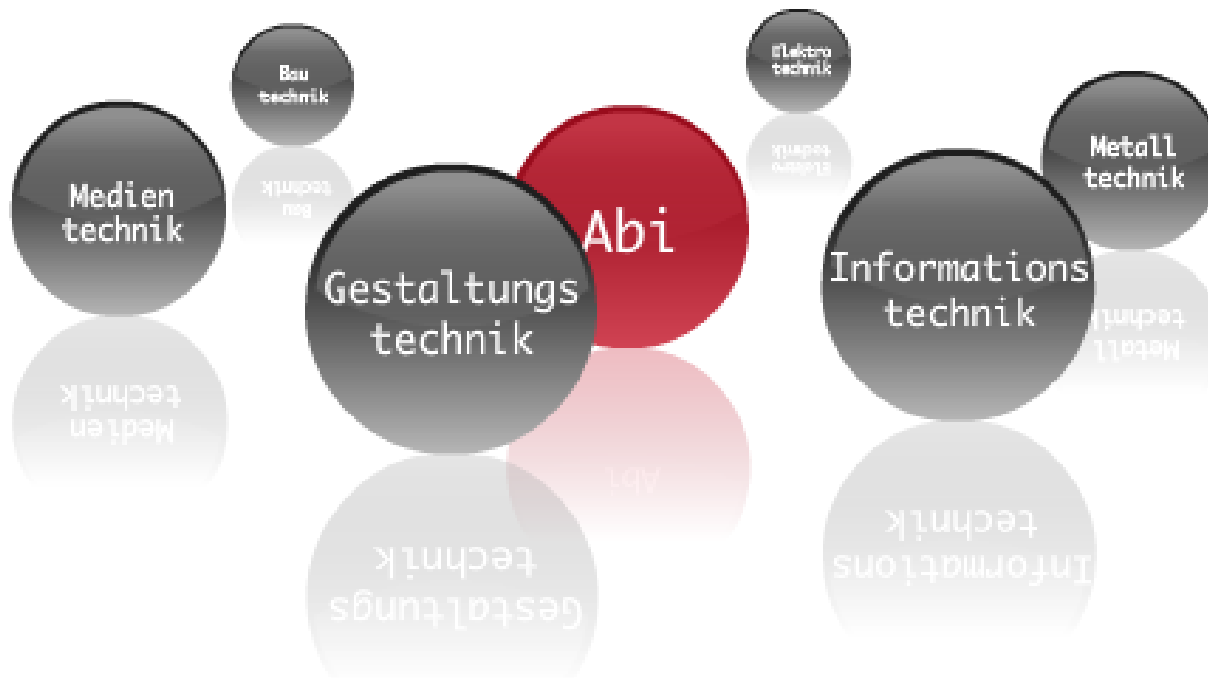 Bau
technik
Elektro
technik
Medien
technik
Abi
Metall
technik
Gestaltungs
technik
Informations
technik